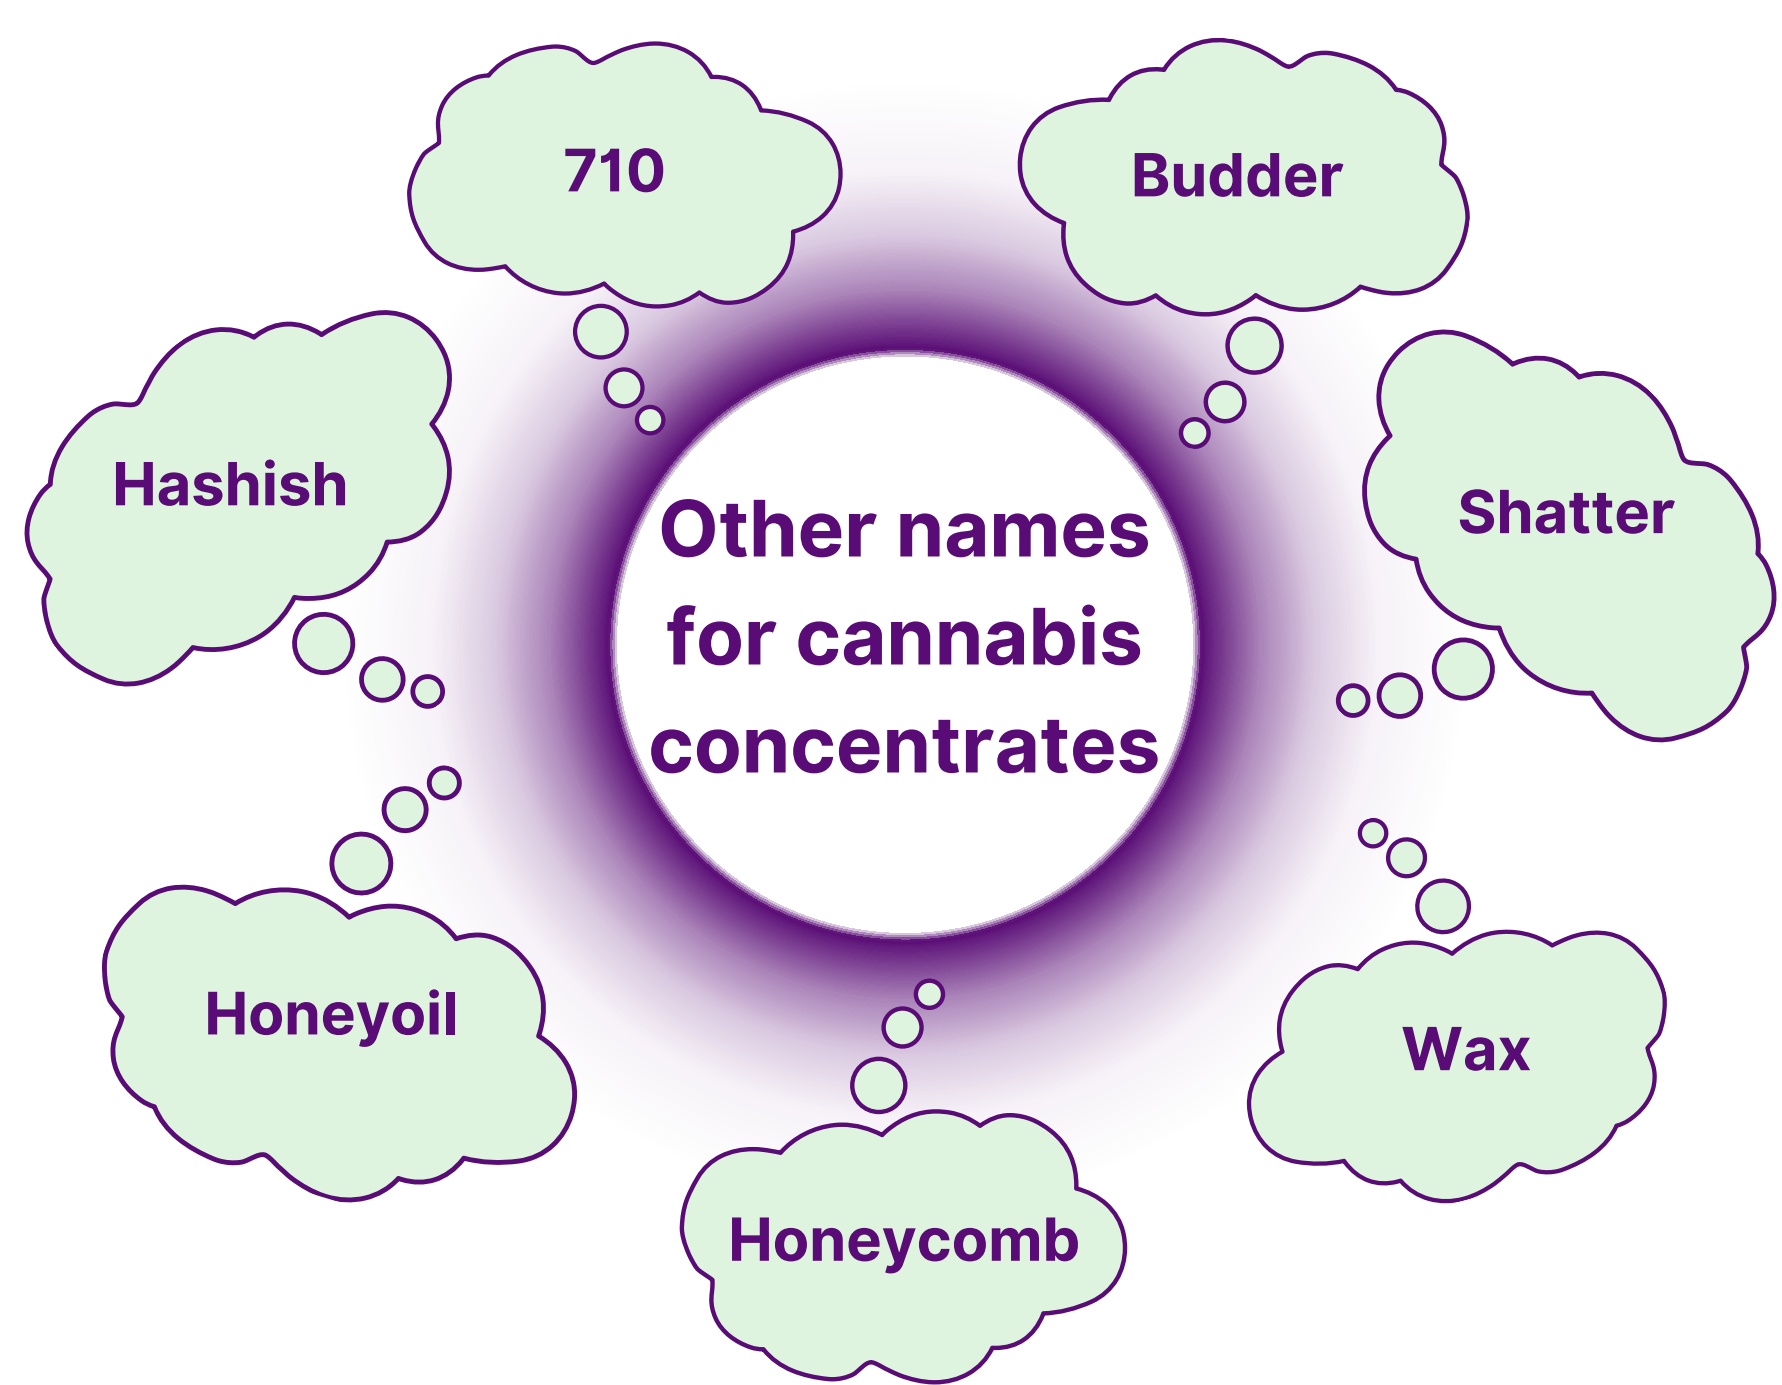 710
Budder
Hashish
Shatter
Other names
for cannabis
concentrates
Honeyoil
Wax
Honeycomb